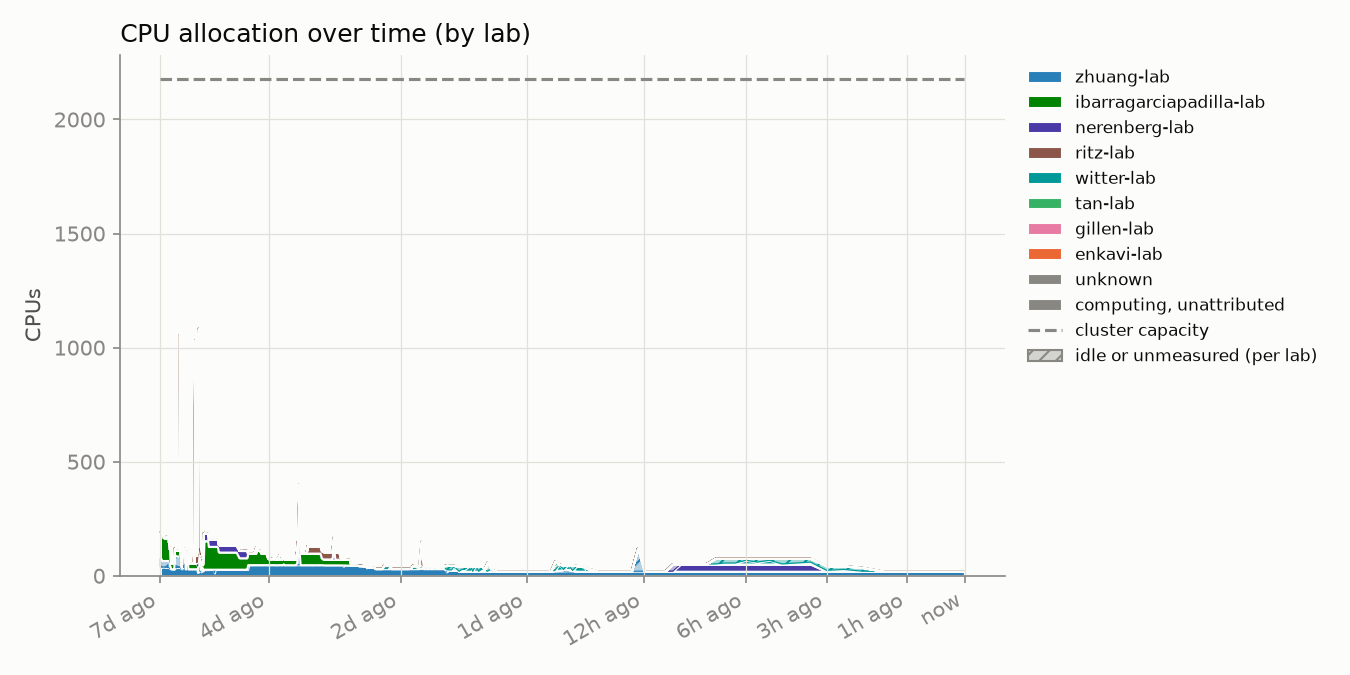 CPU allocation over time (by lab)
CPUs
2000
1500
1000
500
0
7d ago
4d ago
2d ago
1d ago
12h ago
6h ago
3h ago
1h ago
now
zhuang-lab
ibarragarciapadilla-lab
nerenberg-lab
ritz-lab
witter-lab
tan-lab
gillen-lab
enkavi-lab
unknown
computing, unattributed
cluster capacity
idle or unmeasured (per lab)